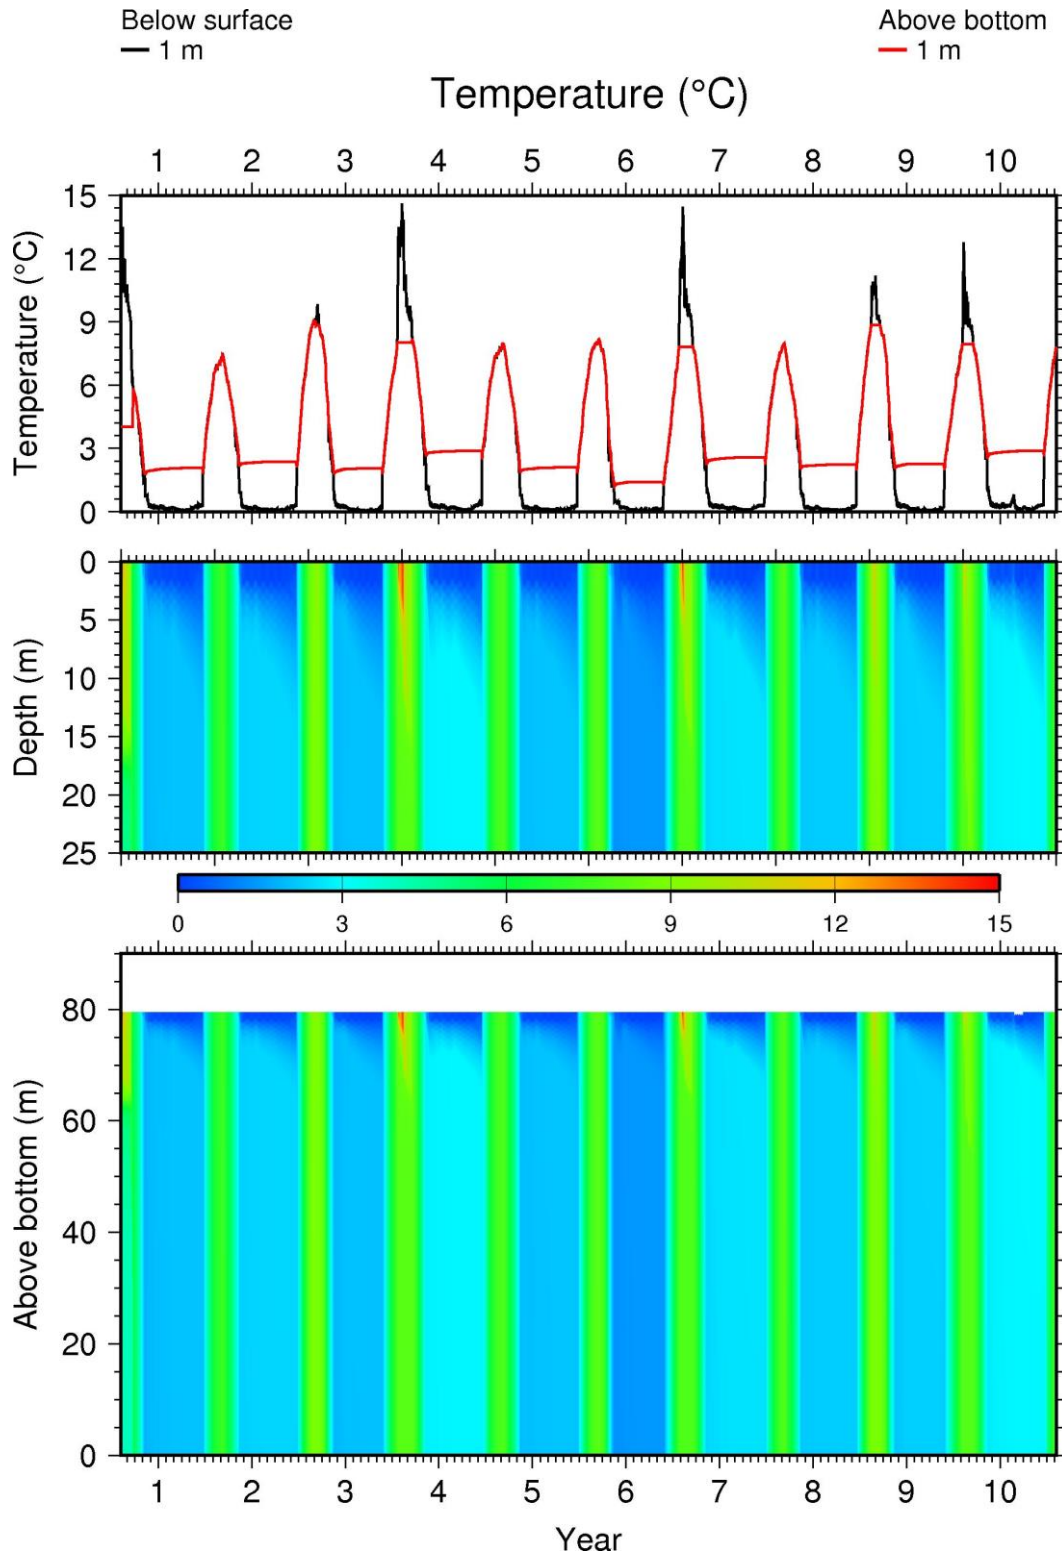 Below surface
1 m
Above bottom
1 m
Temperature (°C)
1 2 3 4 5 6 7 8 9 10
Temperature (°C)
15
12
9
6
3
0
Depth (m)
0
5
10
15
20
25
0 3 6 9 12 15
Above bottom (m)
80
60
40
20
0
1 2 3 4 5 6 7 8 9 10
Year